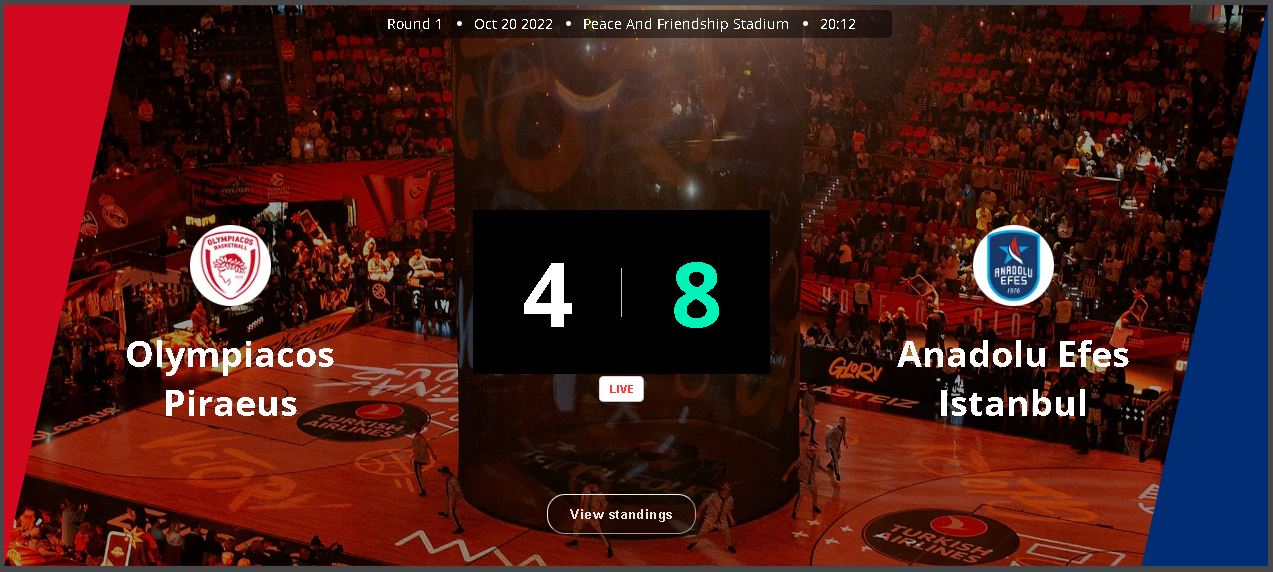 Round 1 • Oct 20 2022 • Peace And Friendship Stadium • 20:12
OLYMPIACOS
BASKETBALL
ANADOLU
EFES
1976
4 | 8
LIVE
Olympiacos
Piraeus
Anadolu Efes
Istanbul
GLORY
TURKISH
AIRLINES
VICTORY
View standings
TURKISH
AIRLINES